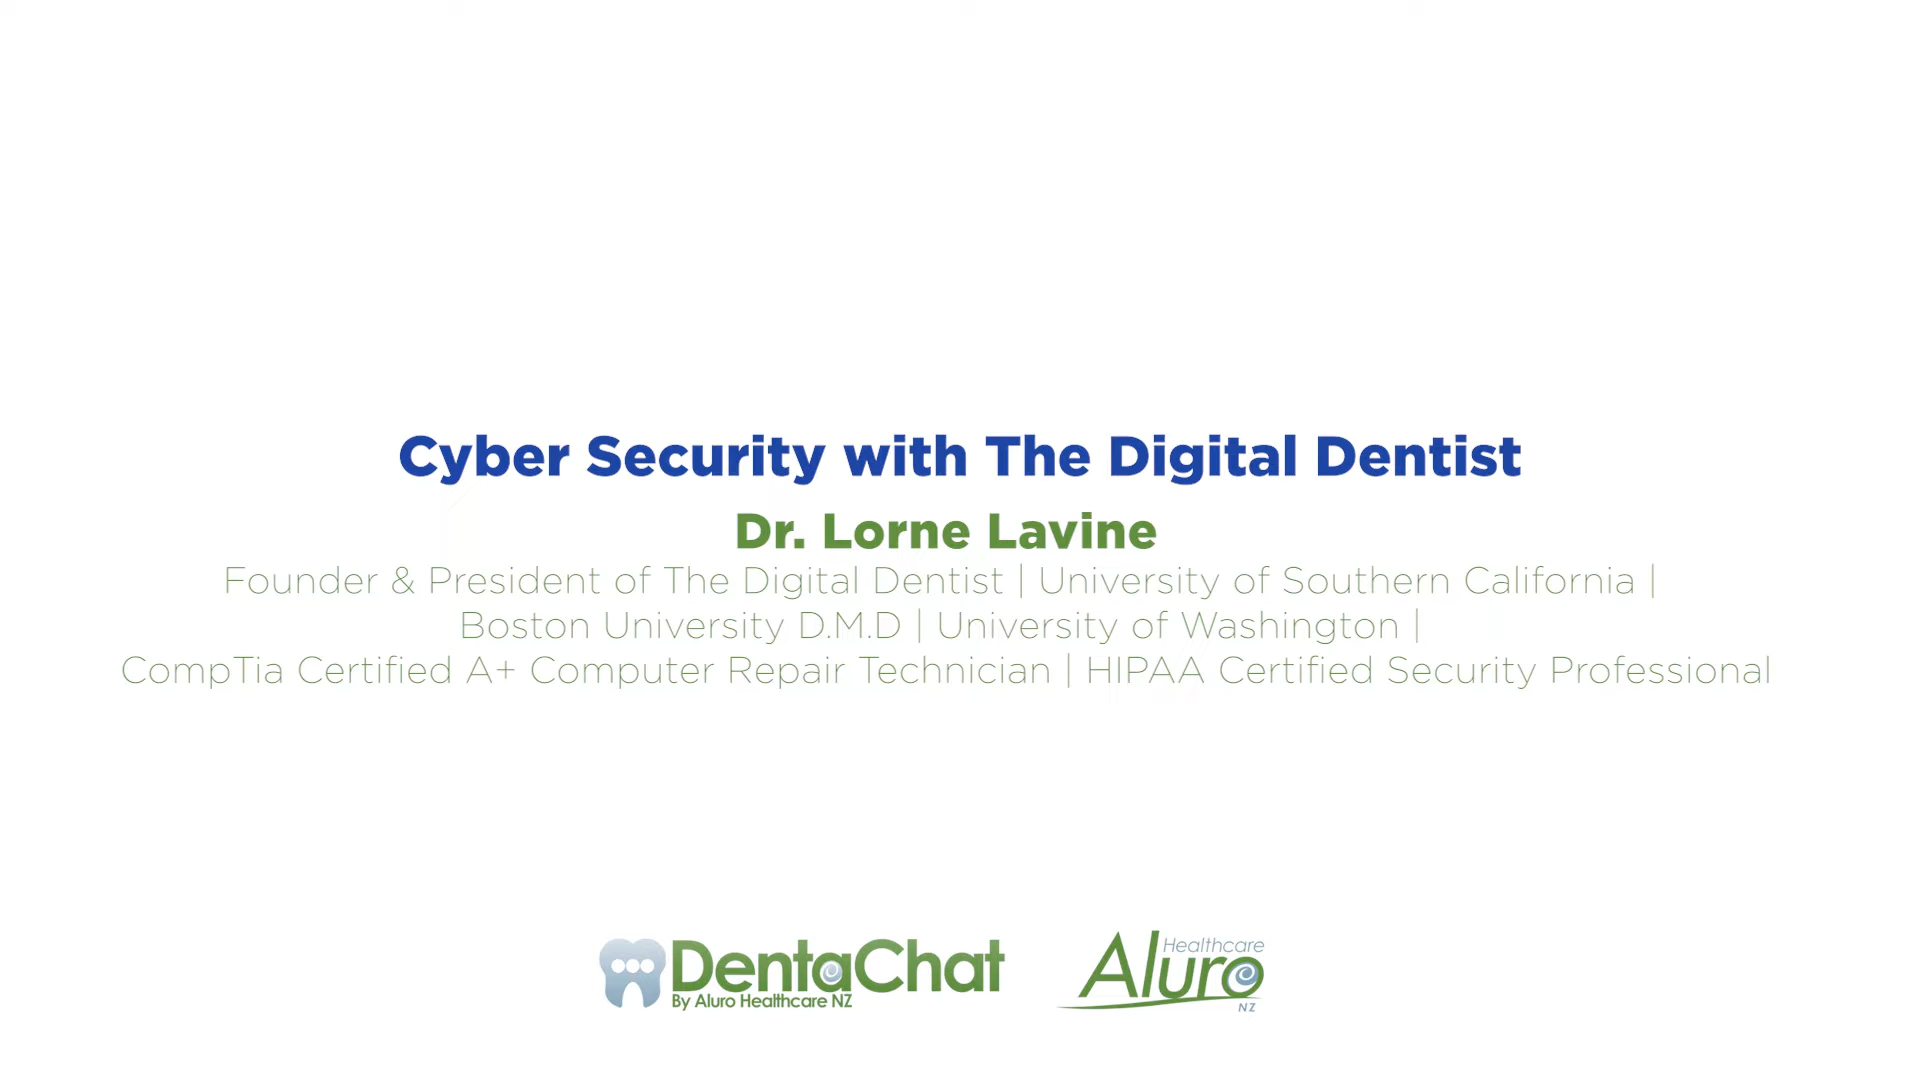 Cyber Security with The Digital Dentist
Dr. Lorne Lavine
Founder & President of The Digital Dentist | University of Southern California |
Boston University D.M.D | University of Washington |
CompTia Certified A+ Computer Repair Technician | HIPAA Certified Security Professional
DentaChat
By Aluro Healthcare NZ
Healthcare
Aluro
NZ